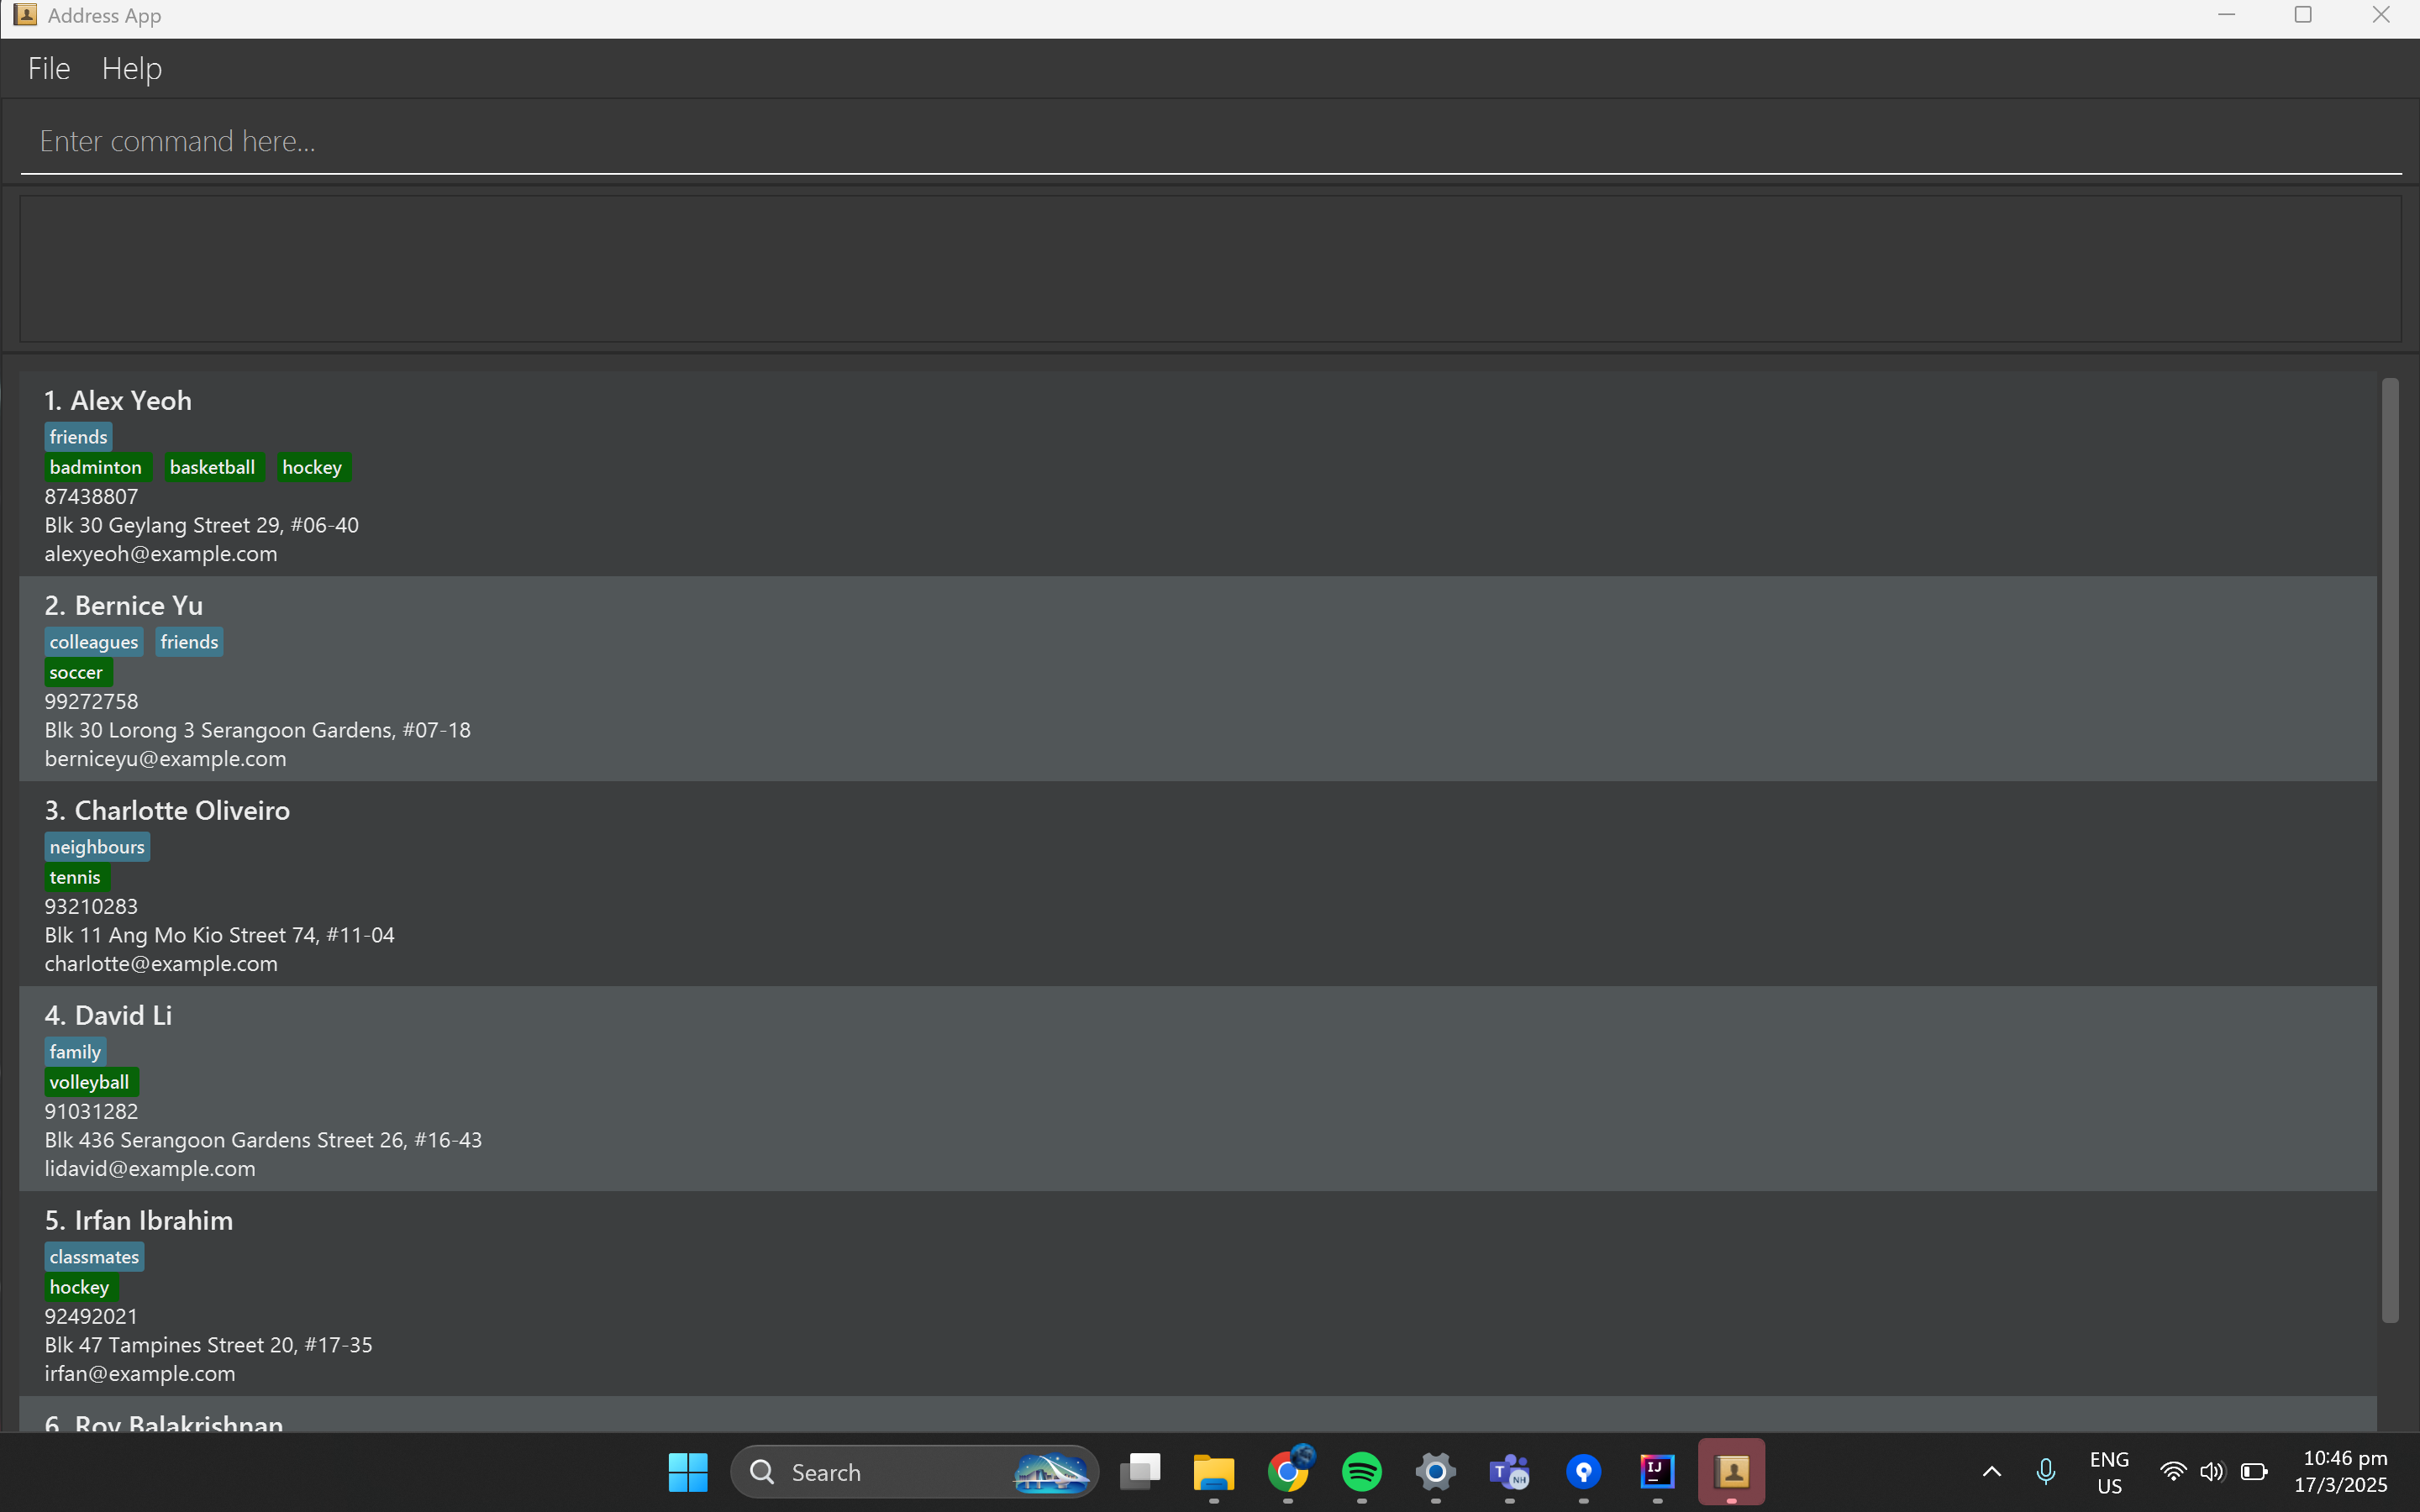 Address App
File Help
Enter command here...
1. Alex Yeoh
friends
badminton basketball hockey
87438807
Blk 30 Geylang Street 29, #06-40
alexyeoh@example.com
2. Bernice Yu
colleagues friends
soccer
99272758
Blk 30 Lorong 3 Serangoon Gardens, #07-18
berniceyu@example.com
3. Charlotte Oliveiro
neighbours
tennis
93210283
Blk 11 Ang Mo Kio Street 74, #11-04
charlotte@example.com
4. David Li
family
volleyball
91031282
Blk 436 Serangoon Gardens Street 26, #16-43
lidavid@example.com
5. Irfan Ibrahim
classmates
hockey
92492021
Blk 47 Tampines Street 20, #17-35
irfan@example.com
6. Roy Balakrishnan
Search
T NH
IJ
ENG
US
10:46 pm
17/3/2025